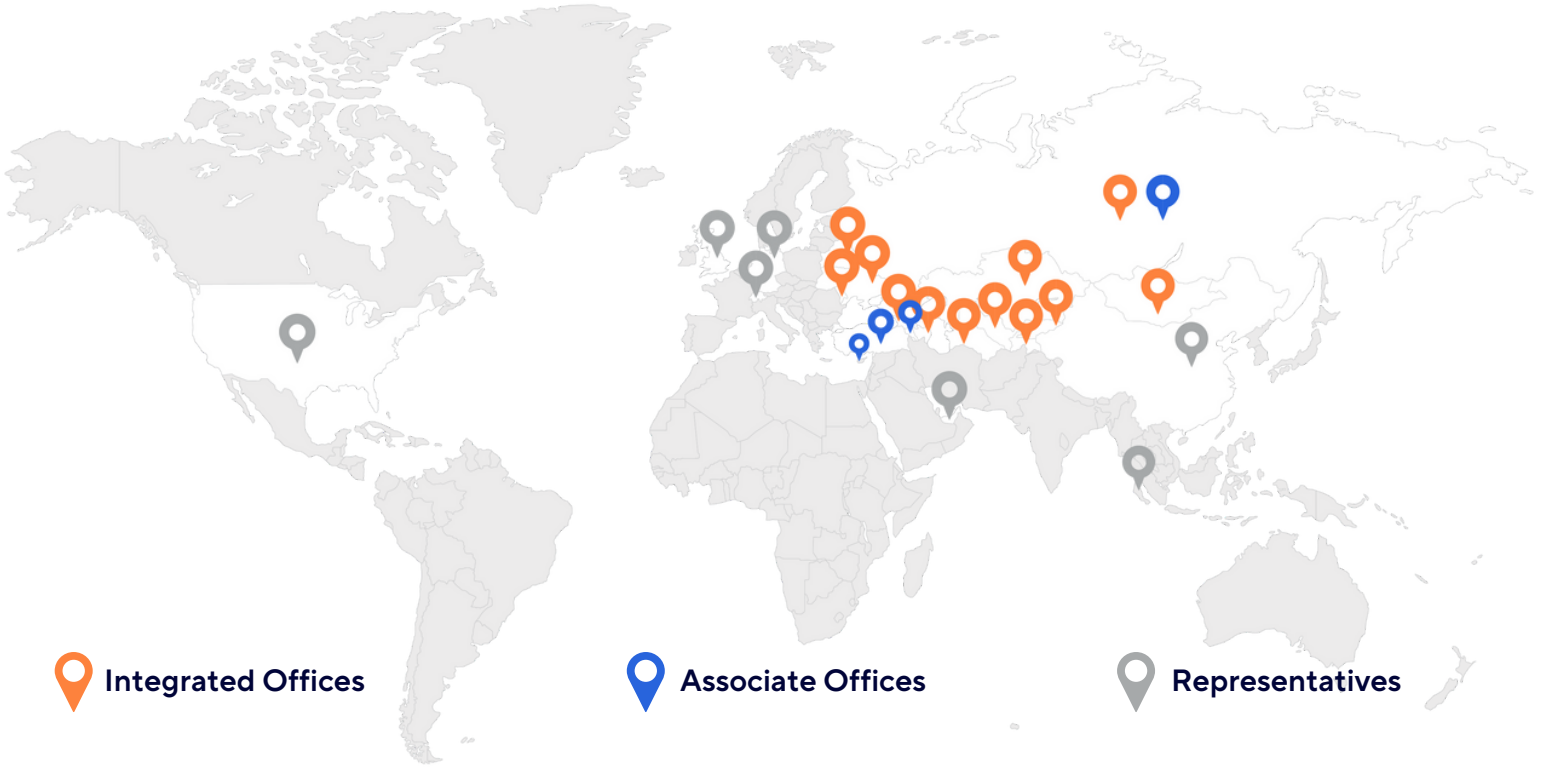 Integrated Offices
Associate Offices
Representatives